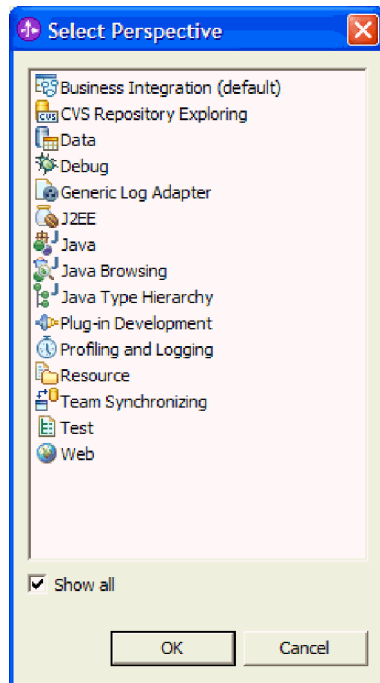 Select Perspective
Business Integration (default)
CVS Repository Exploring
Data
Debug
Generic Log Adapter
J2EE
Java
Java Browsing
Java Type Hierarchy
Plug-in Development
Profiling and Logging
Resource
Team Synchronizing
Test
Web
Show all
OK Cancel